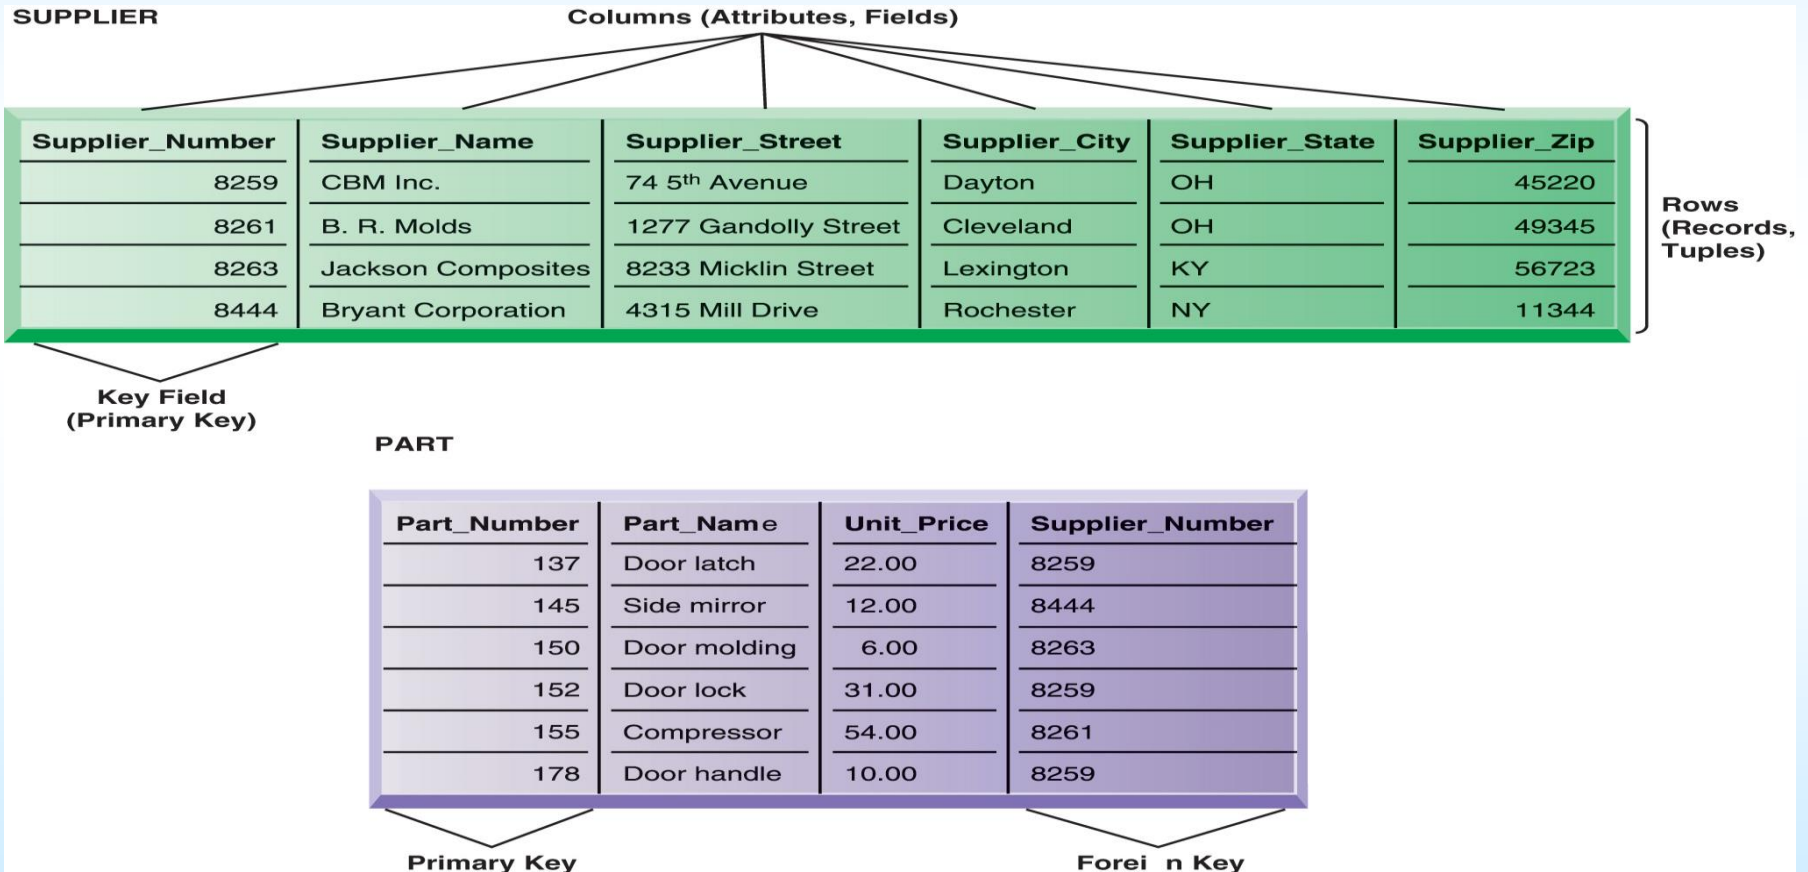 SUPPLIER
Columns (Attributes, Fields)
Supplier_Number Supplier_Name Supplier_Street Supplier_City Supplier_State Supplier_Zip
8259 CBM Inc. 74 5th Avenue Dayton OH 45220
8261 B. R. Molds 1277 Gandolly Street Cleveland OH 49345
8263 Jackson Composites 8233 Micklin Street Lexington KY 56723
8444 Bryant Corporation 4315 Mill Drive Rochester NY 11344
Rows
(Records,
Tuples)
Key Field
(Primary Key)
PART
Part_Number Part_Name Unit_Price Supplier_Number
137 Door latch 22.00 8259
145 Side mirror 12.00 8444
150 Door molding 6.00 8263
152 Door lock 31.00 8259
155 Compressor 54.00 8261
178 Door handle 10.00 8259
Primary Key
Forei n Key